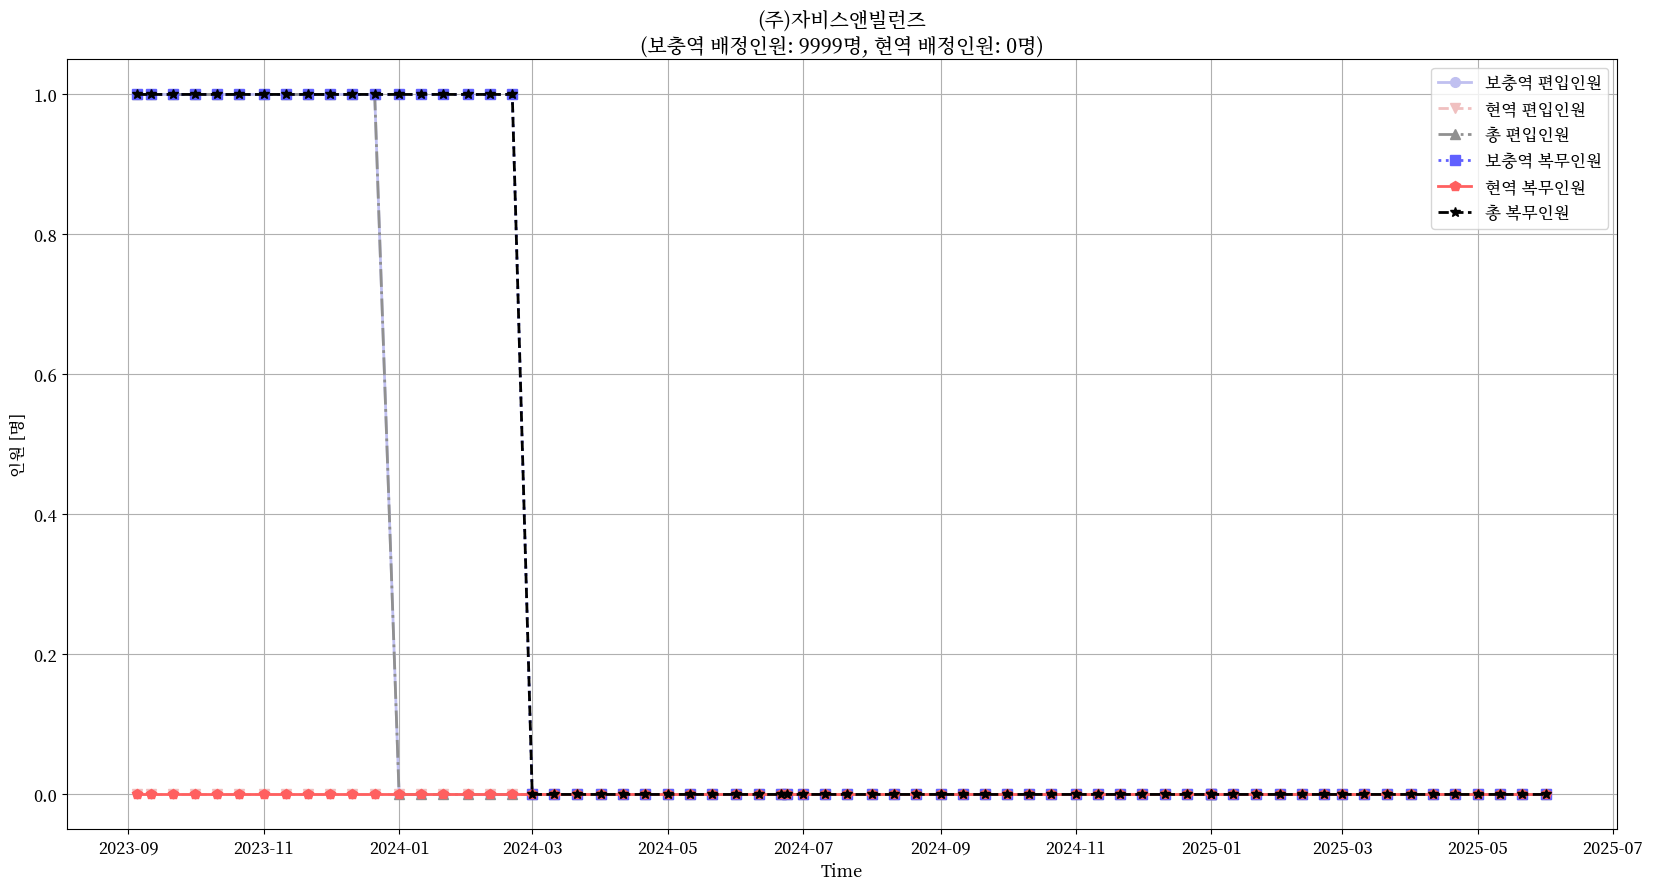 (주)자비스앤빌런즈
(보충역 배정인원: 9999명, 현역 배정인원: 0명)
보충역 편입인원
현역 편입인원
총 편입인원
보충역 복무인원
현역 복무인원
총 복무인원
인원 [명]
1.0
0.8
0.6
0.4
0.2
0.0
2023-09 2023-11 2024-01 2024-03 2024-05 2024-07 2024-09 2024-11 2025-01 2025-03 2025-05 2025-07
Time